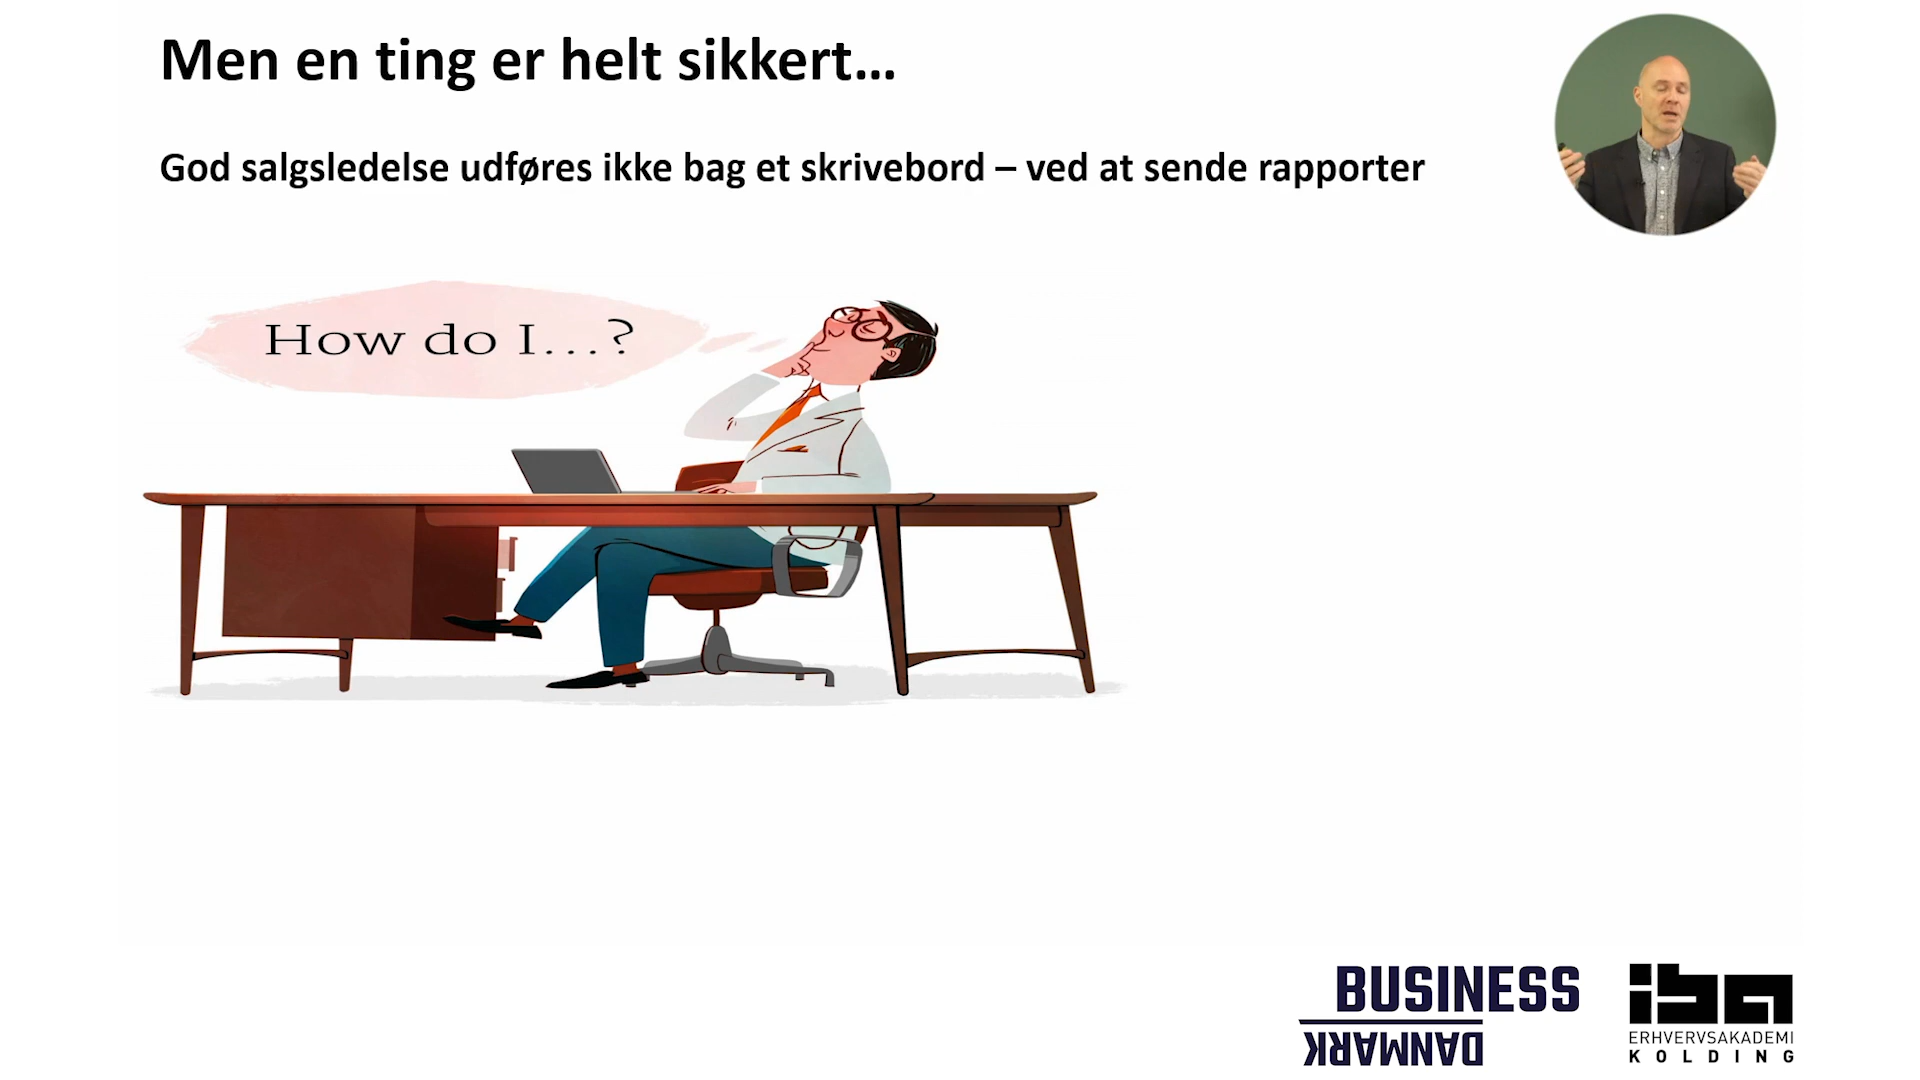 Men en ting er helt sikkert…
God salgsledelse udføres ikke bag et skrivebord – ved at sende rapporter
How do I...?
BUSINESS
DANMARK
iba
ERHVERVSAKADEMI
KOLDING